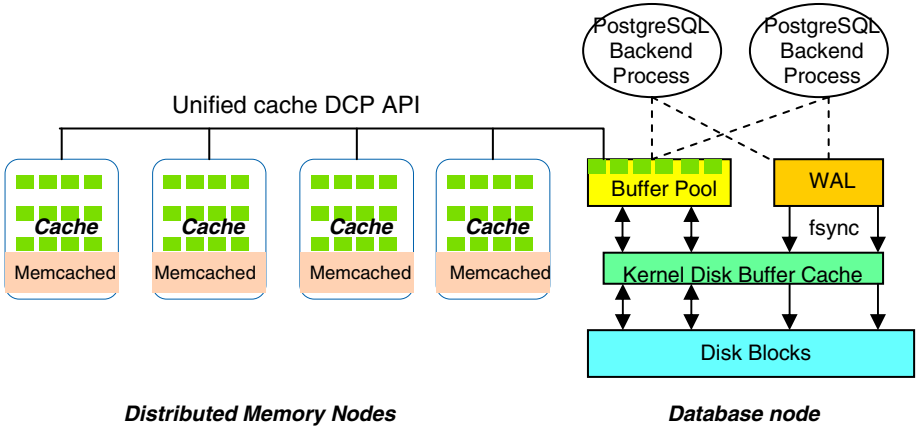 PostgreSQL
Backend
Process
PostgreSQL
Backend
Process
Unified cache DCP API
Cache
Cache
Cache
Cache
Memcached
Memcached
Memcached
Memcached
Buffer Pool
WAL
fsync
Kernel Disk Buffer Cache
Disk Blocks
Distributed Memory Nodes
Database node